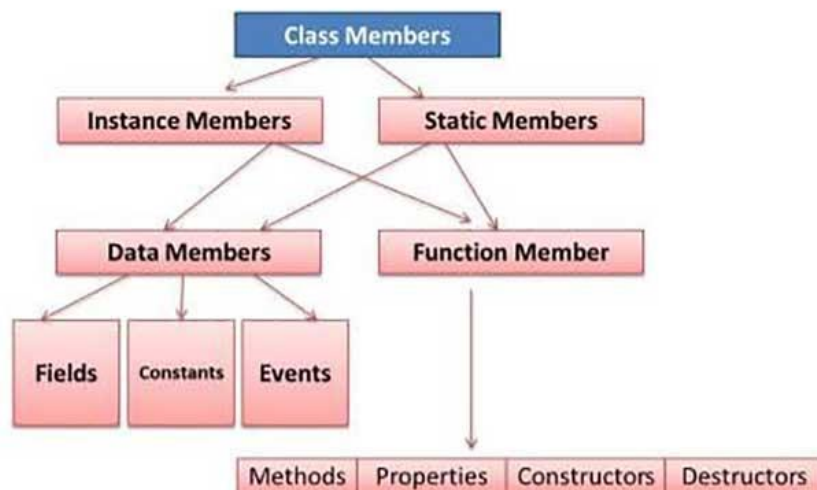 Class Members
Instance Members
Static Members
Data Members
Function Member
Fields
Constants
Events
Methods
Properties
Constructors
Destructors